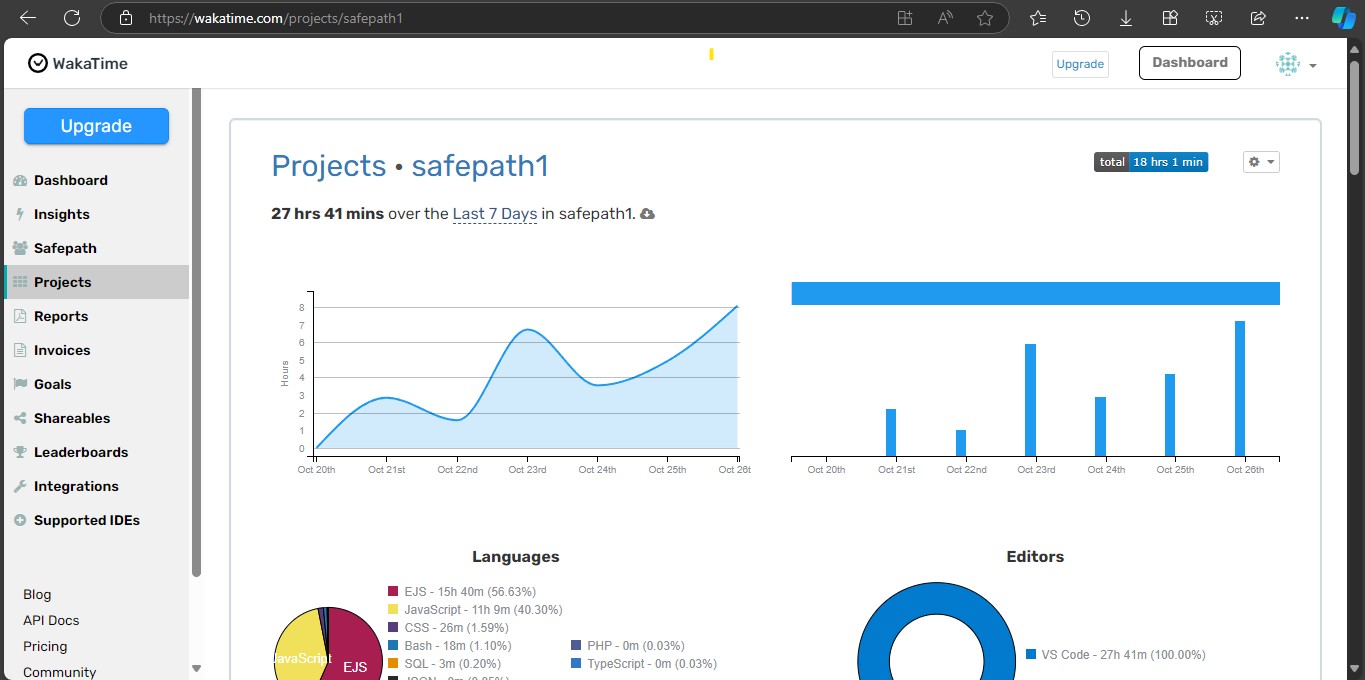 https://wakatime.com/projects/safepath1
WakaTime
Upgrade
Dashboard
Upgrade
Dashboard
Insights
Safepath
Projects
Reports
Invoices
Goals
Shareables
Leaderboards
Integrations
Supported IDEs
Blog
API Docs
Pricing
Community
Projects • safepath1
total 18 hrs 1 min
27 hrs 41 mins over the Last 7 Days in safepath1.
Hours
8
7
6
5
4
3
2
1
0
Oct 20th Oct 21st Oct 22nd Oct 23rd Oct 24th Oct 25th Oct 26t
Oct 20th Oct 21st Oct 22nd Oct 23rd Oct 24th Oct 25th Oct 26th
Languages
JavaScript
EJS
EJS - 15h 40m (56.63%)
JavaScript - 11h 9m (40.30%)
CSS - 26m (1.59%)
Bash - 18m (1.10%)
SQL - 3m (0.20%)
PHP - 0m (0.03%)
TypeScript - 0m (0.03%)
Editors
VS Code - 27h 41m (100.00%)